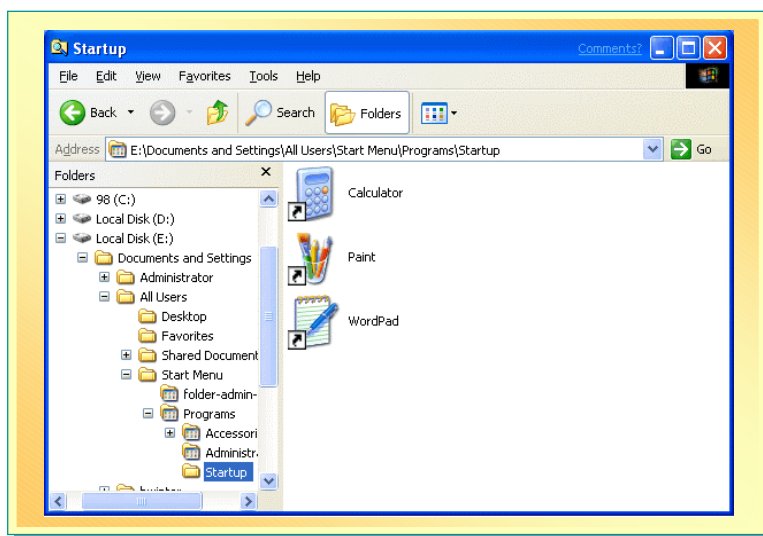 Startup Comments?
File Edit View Favorites Tools Help
Back Search Folders
Address E:\Documents and Settings\All Users\Start Menu\Programs\Startup Go
Folders
98 (C:)
Local Disk (D:)
Local Disk (E:)
Documents and Settings
Administrator
All Users
Desktop
Favorites
Shared Document
Start Menu
folder-admin-
Programs
Accessori
Administr
Startup
Calculator
Paint
WordPad